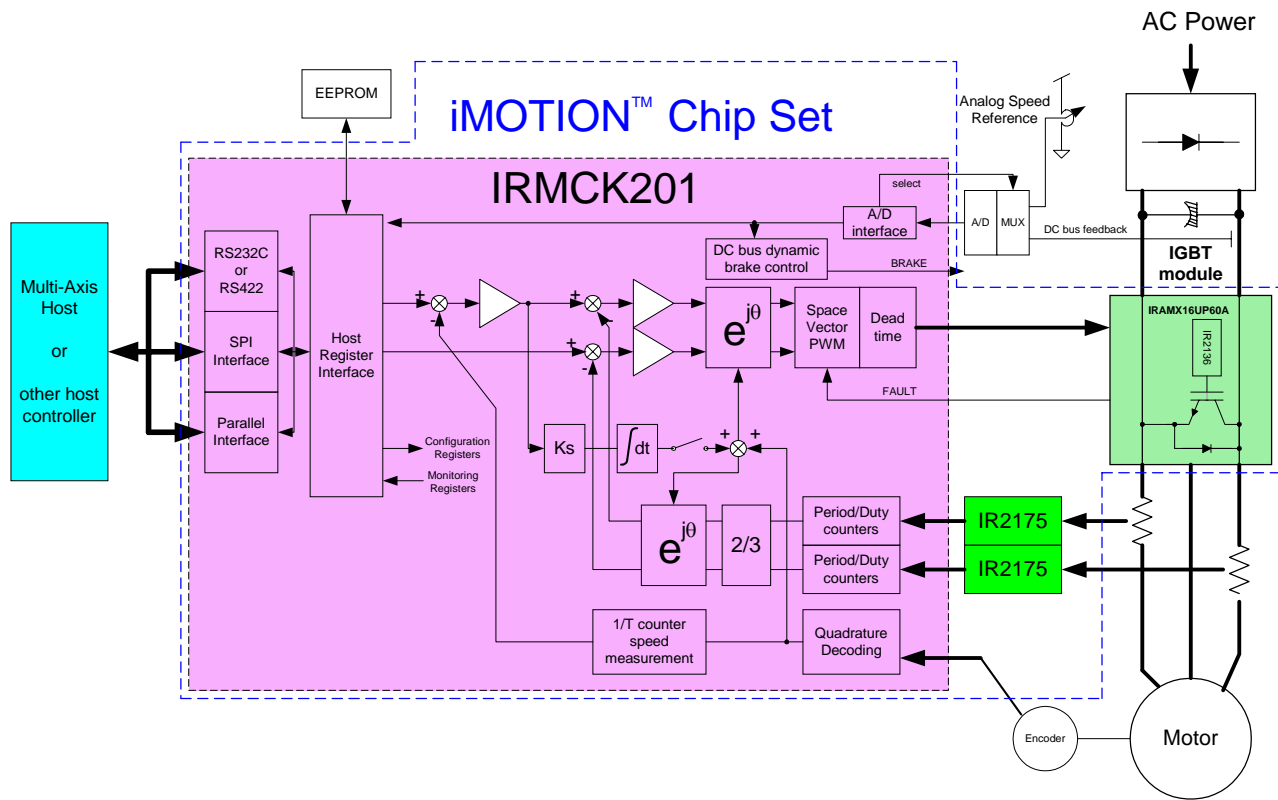 AC Power
EEPROM
iMOTION™ Chip Set
Analog Speed
Reference
IRMCK201
select
A/D
interface
A/D
MUX
DC bus feedback
IGBT
module
RS232C
or
RS422
DC bus dynamic
brake control
BRAKE
Multi-Axis
Host
or
other host
controller
SPI
Interface
Parallel
Interface
Host
Register
Interface
+
-
+
-
+
-
e^jθ
Space
Vector
PWM
Dead
time
IRAMX16UP60A
IR2136
FAULT
Configuration
Registers
Monitoring
Registers
Ks
∫dt
+
+
+
e^jθ
2/3
Period/Duty
counters
Period/Duty
counters
IR2175
IR2175
1/T counter
speed
measurement
Quadrature
Decoding
Encoder
Motor